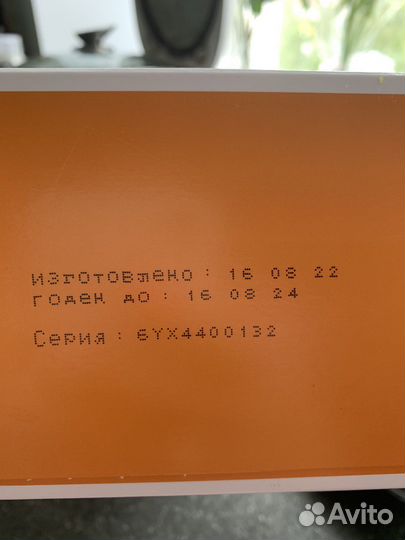 изготовлено: 16 08 22
годен до: 16 08 24
Серия: 6YX4400132
Avito